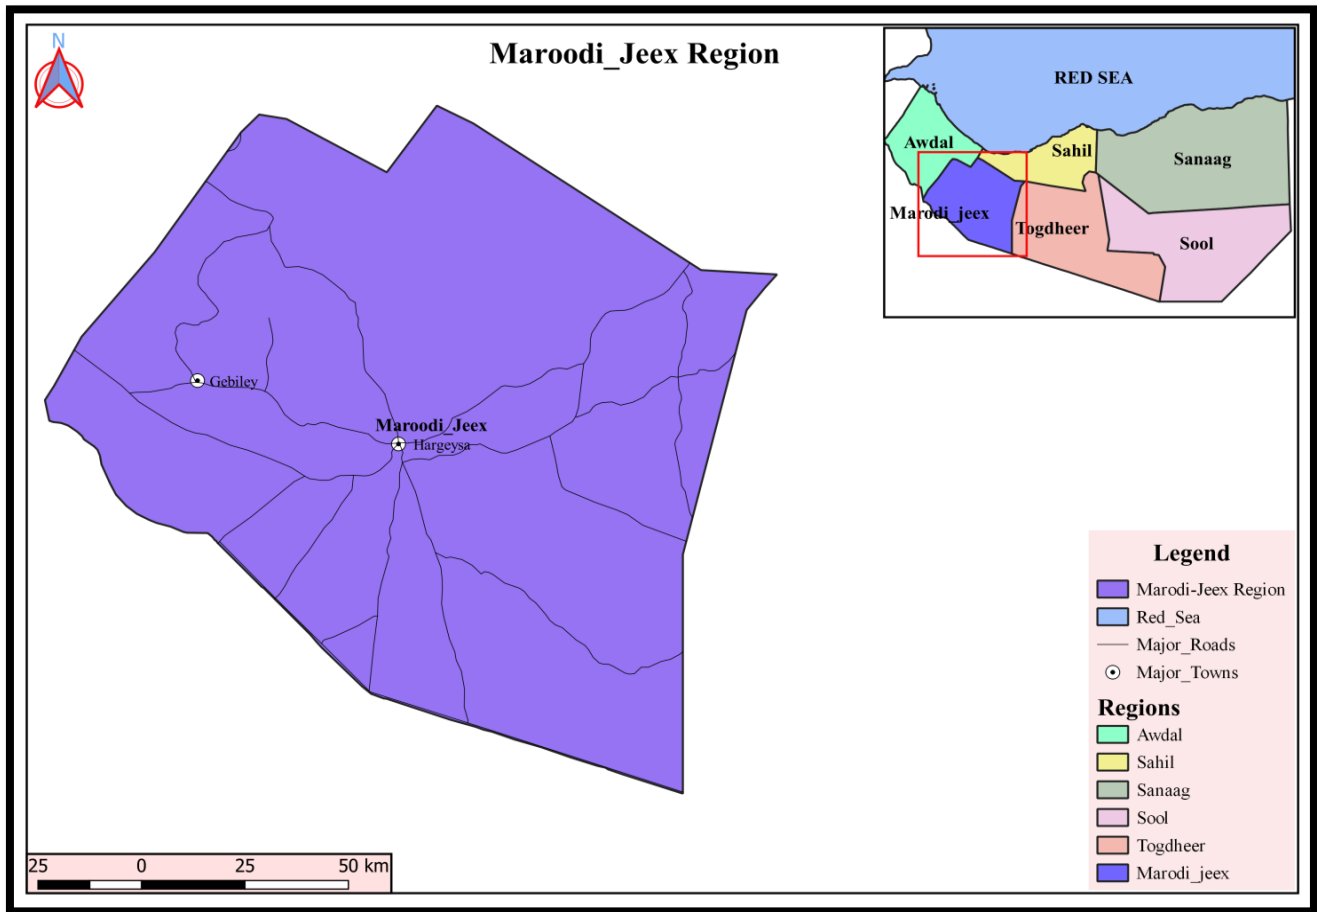 N
Maroodi_Jeex Region
RED SEA
Awdal
Sahil
Sanaag
Marodi_jeex
Togdheer
Sool
Gebiley
Maroodi_Jeex
Hargeysa
Legend
Marodi-Jeex Region
Red_Sea
Major_Roads
Major_Towns
Regions
Awdal
Sahil
Sanaag
Sool
Togdheer
Marodi_jeex
25 0 25 50 km